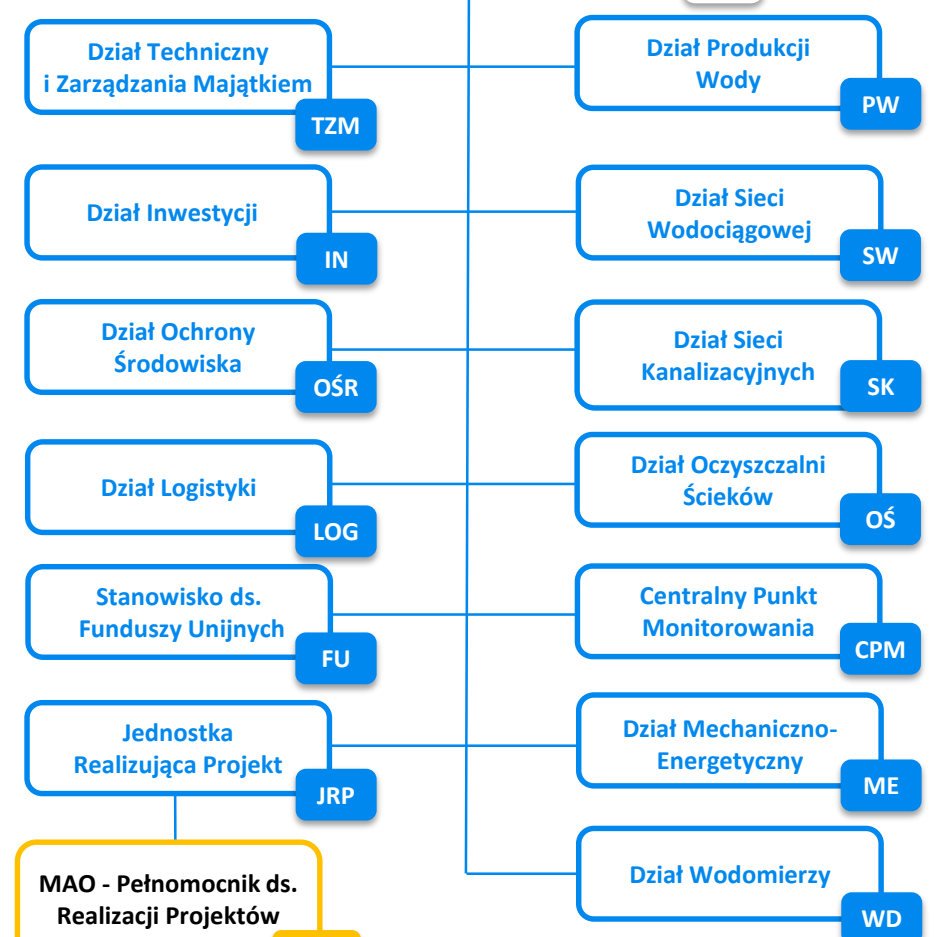 Dział Techniczny
i Zarządzania Majątkiem
TZM
Dział Produkcji
Wody
PW
Dział Inwestycji
IN
Dział Sieci
Wodociągowej
SW
Dział Ochrony
Środowiska
OŚR
Dział Sieci
Kanalizacyjnych
SK
Dział Logistyki
LOG
Dział Oczyszczalni
Ścieków
OŚ
Stanowisko ds.
Funduszy Unijnych
FU
Centralny Punkt
Monitorowania
CPM
Jednostka
Realizująca Projekt
JRP
Dział Mechaniczno-
Energetyczny
ME
MAO - Pełnomocnik ds.
Realizacji Projektów
Dział Wodomierzy
WD